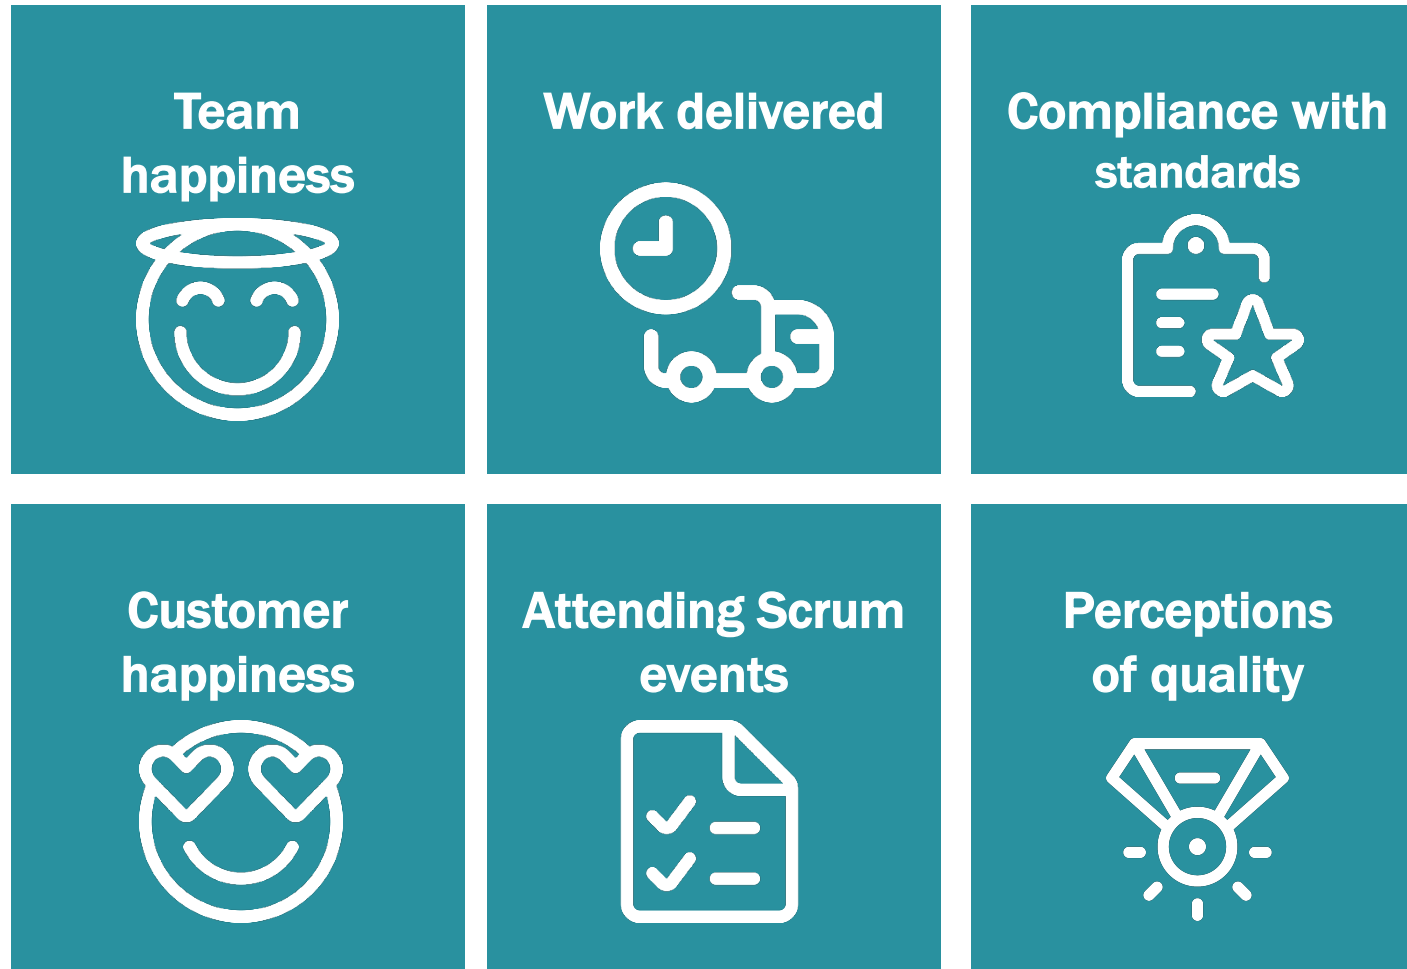 Team
happiness
Work delivered
Compliance with
standards
Customer
happiness
Attending Scrum
events
Perceptions
of quality